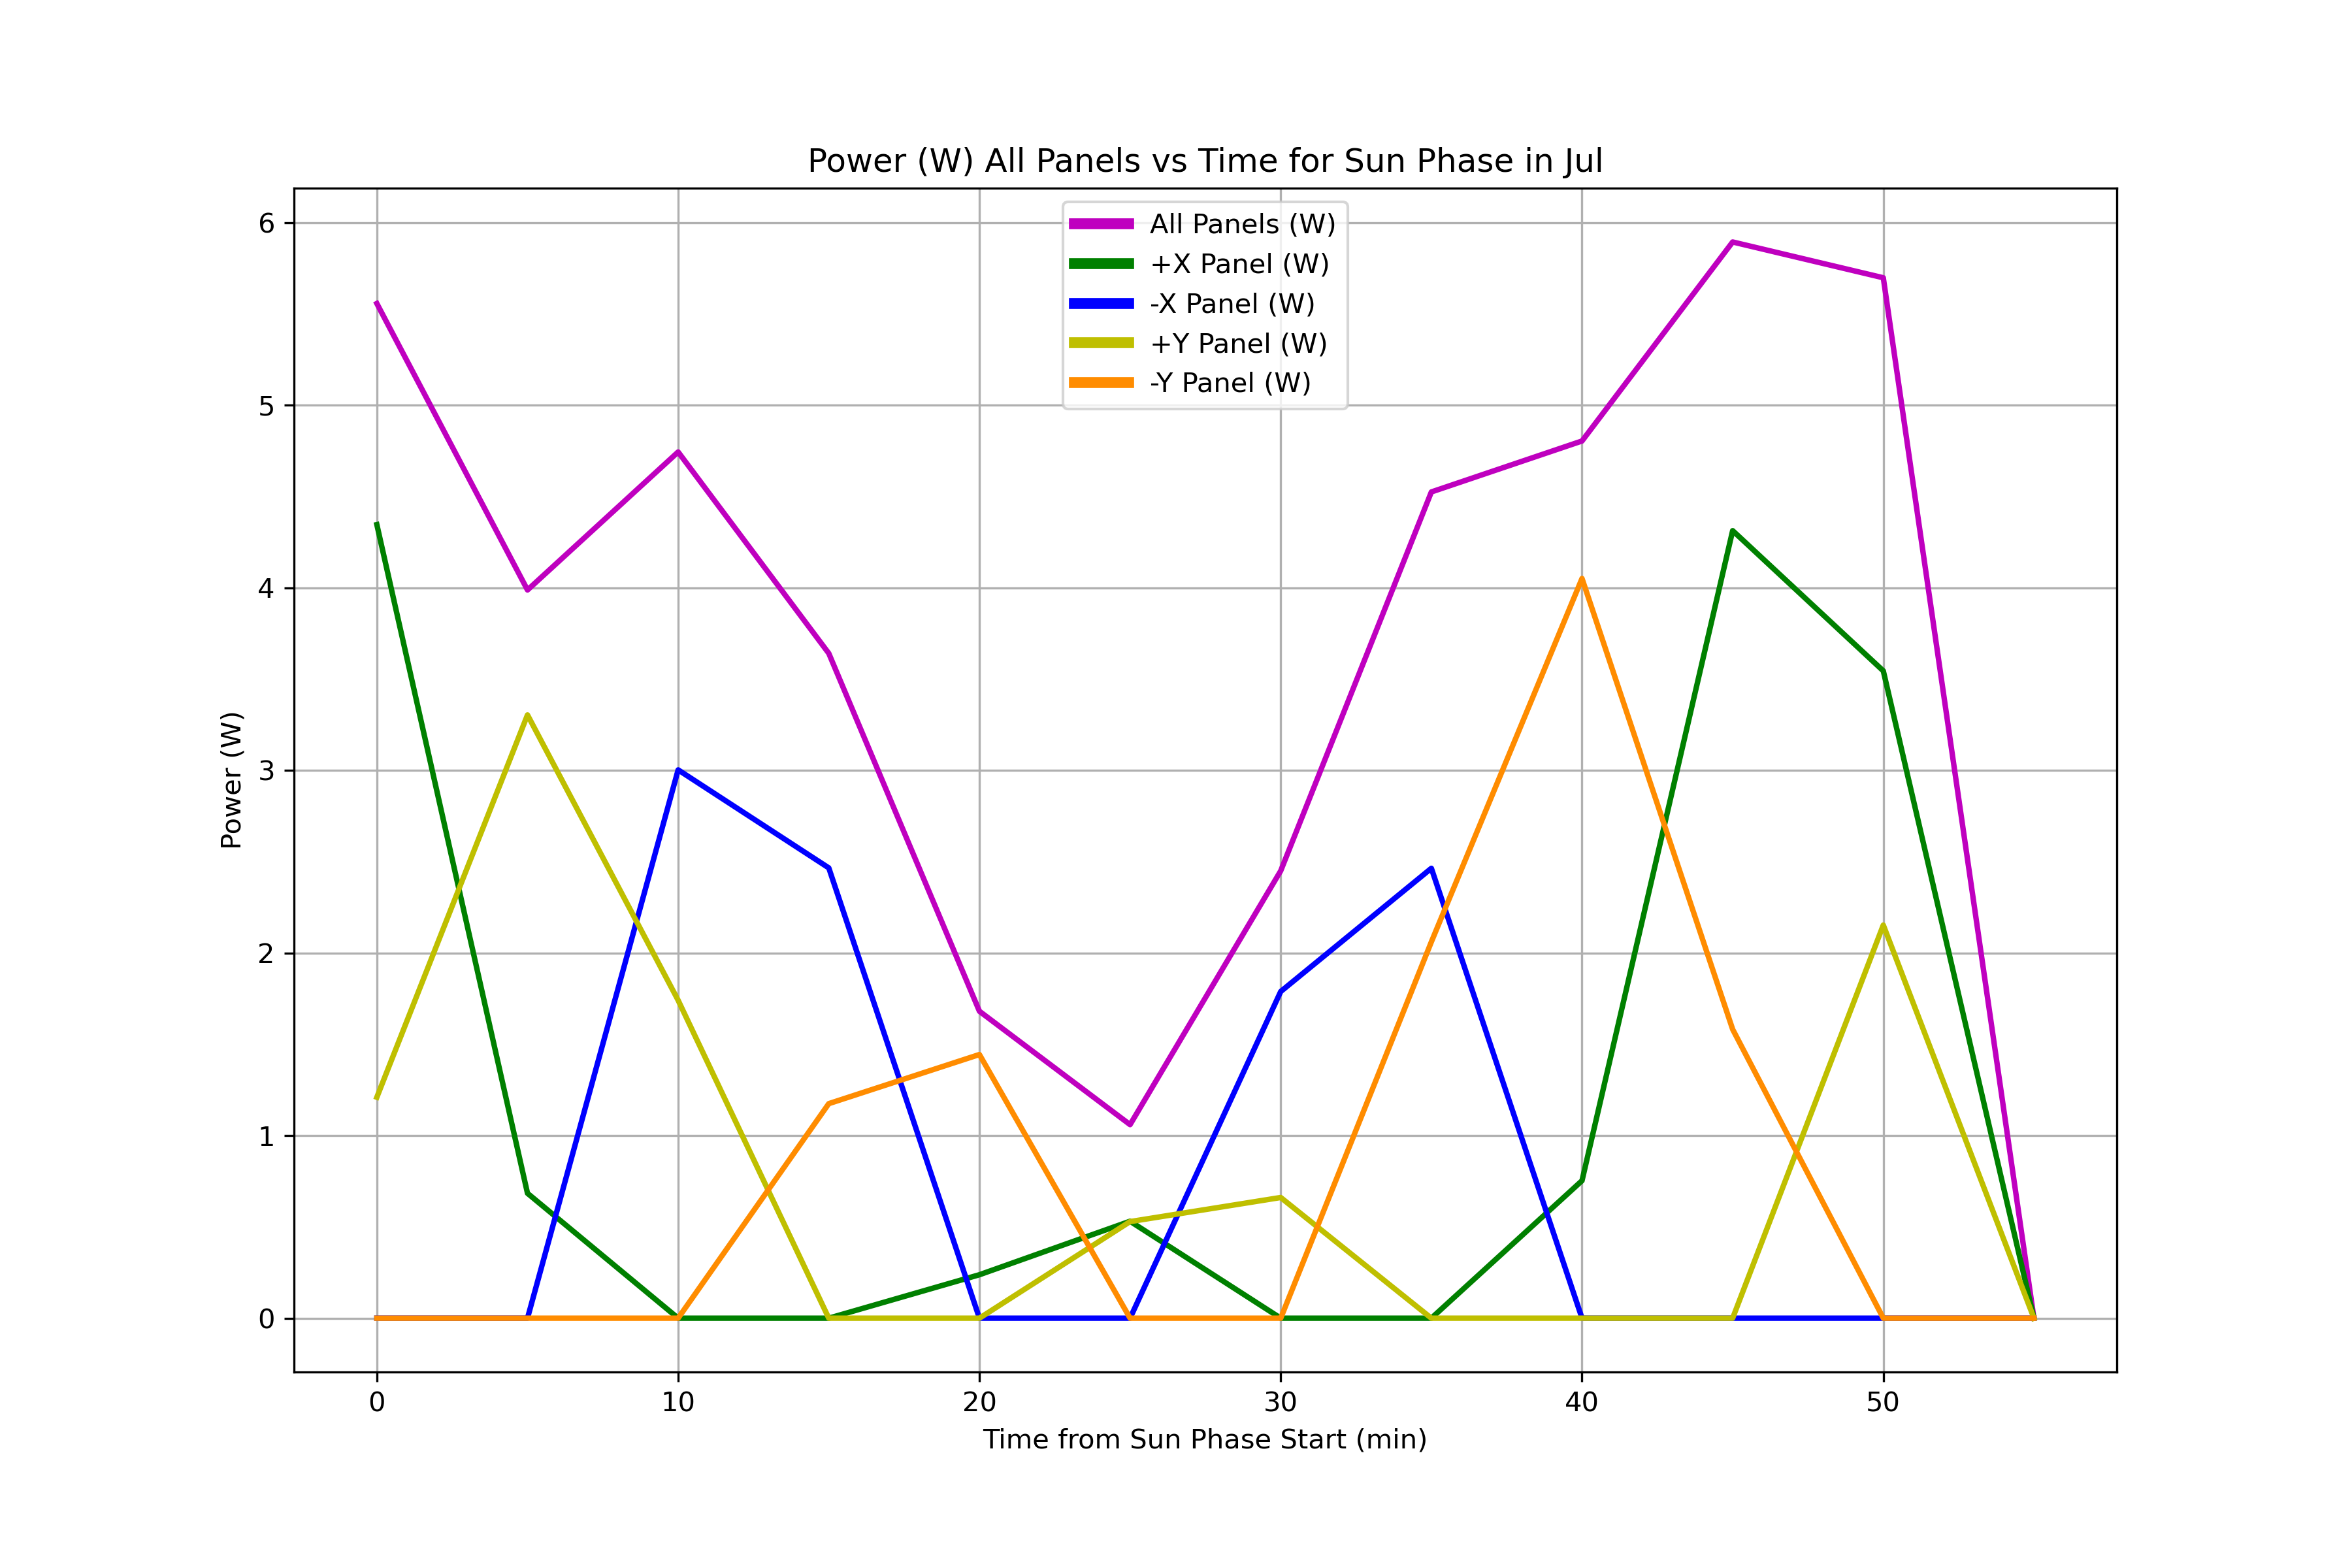 Power (W) All Panels vs Time for Sun Phase in Jul
All Panels (W)
+X Panel (W)
-X Panel (W)
+Y Panel (W)
-Y Panel (W)
6
5
4
3
2
1
0
Power (W)
0 10 20 30 40 50
Time from Sun Phase Start (min)